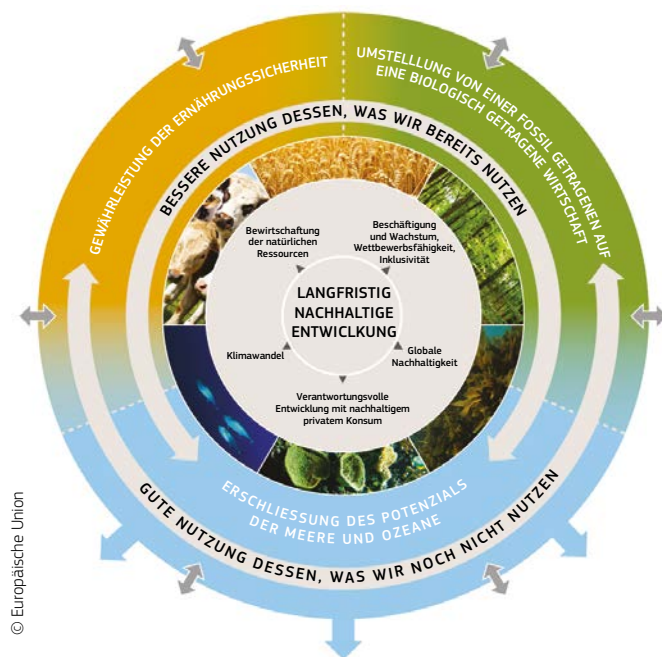 GEWÄHRLEISTUNG DER ERNÄHRUNGSSICHERHEIT
UMSTELLLUNG VON EINER FOSSIL GETRAGENEN AUF
EINE BIOLOGISCH GETRAGENE WIRTSCHAFT
BESSERE NUTZUNG DESSEN, WAS WIR BEREITS NUTZEN
Bewirtschaftung
der natürlichen
Ressourcen
Beschäftigung
und Wachstum,
Wettbewerbsfähigkeit,
Inklusivität
LANGFRISTIG
NACHHALTIGE
ENTWICLKUNG
Klimawandel
Globale
Nachhaltigkeit
Verantwortungsvolle
Entwicklung mit nachhaltigem
privatem Konsum
ERSCHLIESSUNG DES POTENZIALS
DER MEERE UND OZEANE
GUTE NUTZUNG DESSEN, WAS WIR NOCH NICHT NUTZEN
© Europäische Union